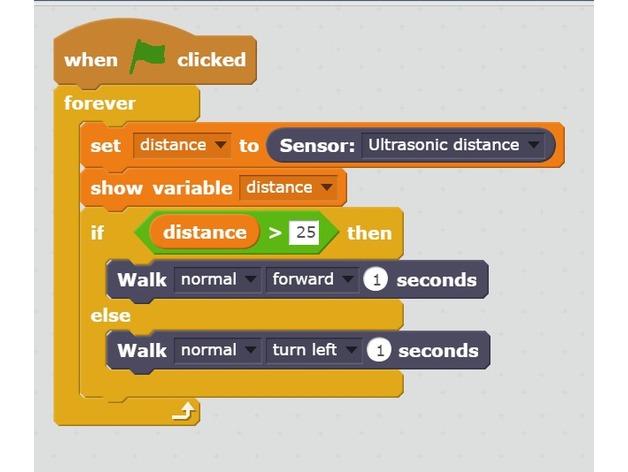 when clicked
forever
set distance to Sensor: Ultrasonic distance
show variable distance
if distance > 25 then
Walk normal forward 1 seconds
else
Walk normal turn left 1 seconds